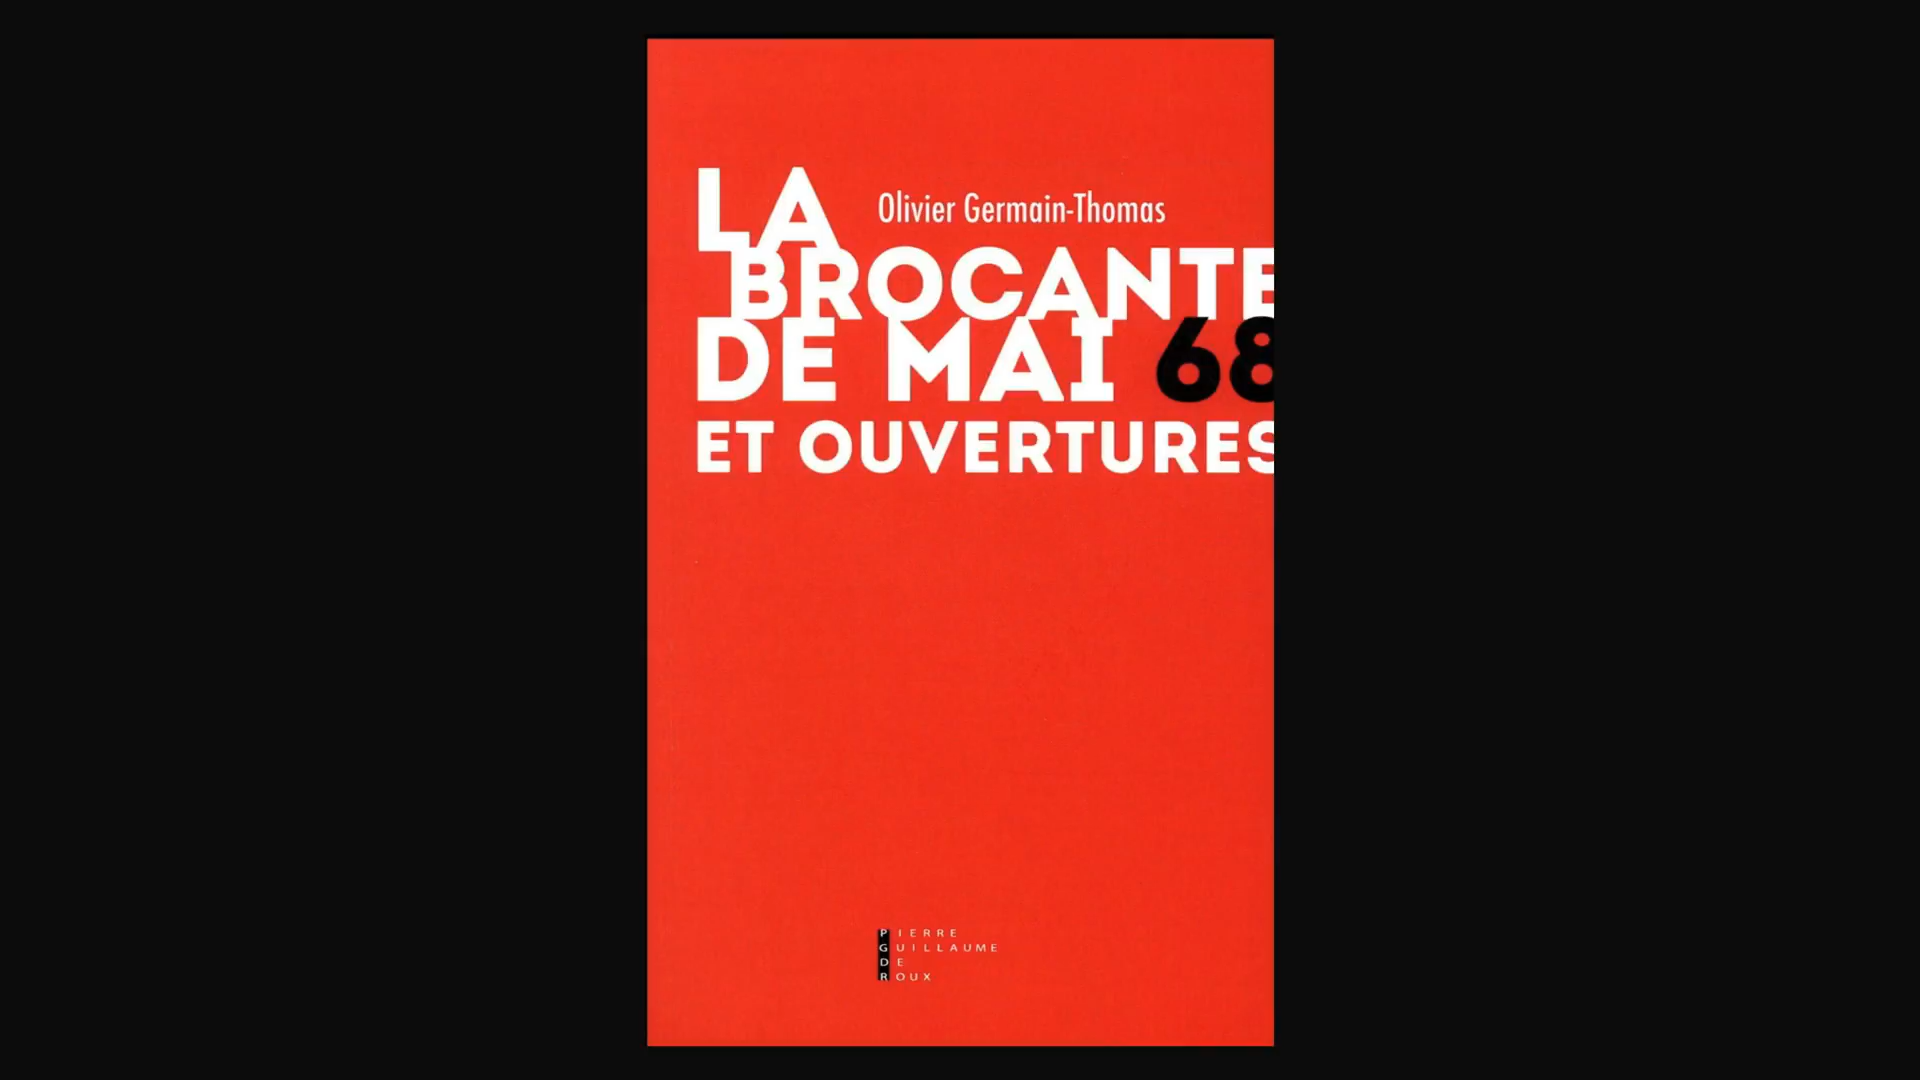 LA
Olivier Germain-Thomas
BROCANTE
DE MAI 68
ET OUVERTURES
PIERRE
GUILLAUME
DE
ROUX